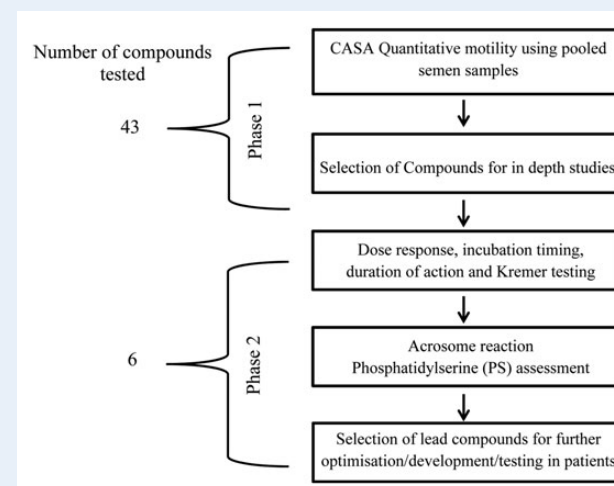 Number of compounds
tested
43
Phase 1
CASA Quantitative motility using pooled
semen samples
Selection of Compounds for in depth studies
6
Phase 2
Dose response, incubation timing,
duration of action and Kremer testing
Acrosome reaction
Phosphatidylserine (PS) assessment
Selection of lead compounds for further
optimisation/development/testing in patients